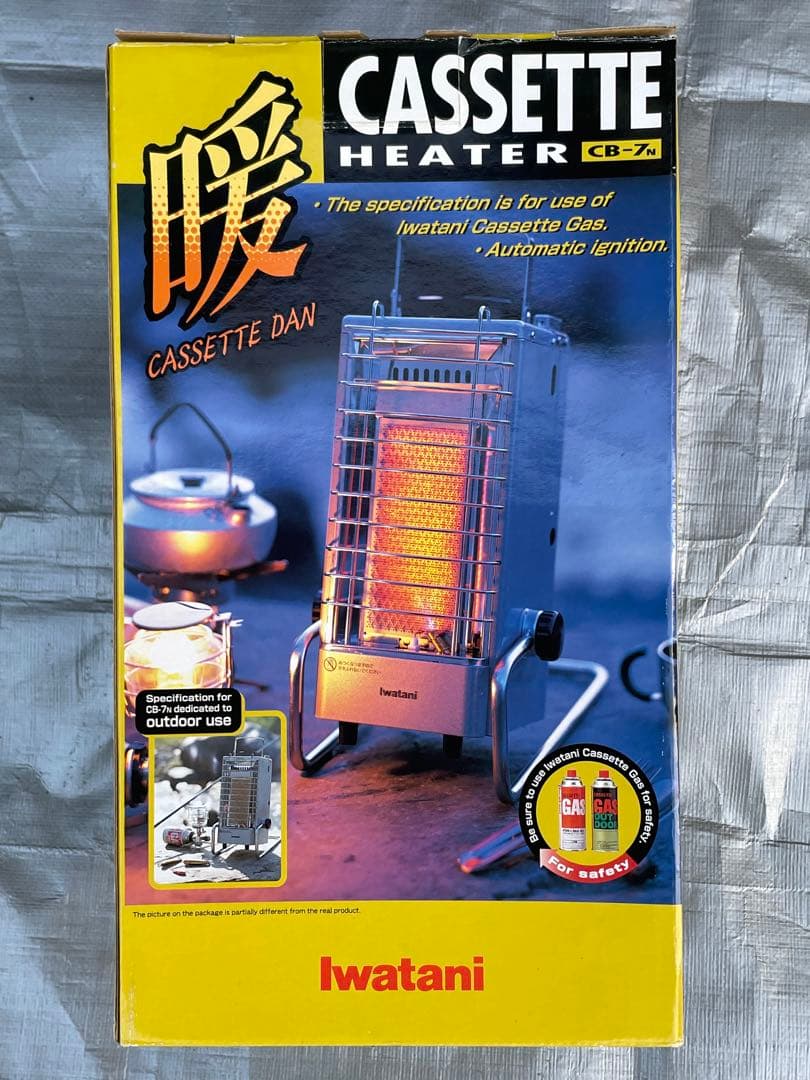 CASSETTE
HEATER CB-7N
暖
CASSETTE DAN
・The specification is for use of
Iwatani Cassette Gas.
・Automatic ignition.
Iwatani
Specification for
CB-7N dedicated to
outdoor use
Iwatani
Be sure to use Iwatani Cassette Gas for safety.
GAS
GAS
OUT
DOOR
For safety
The picture on the package is partially different from the real product.
Iwatani